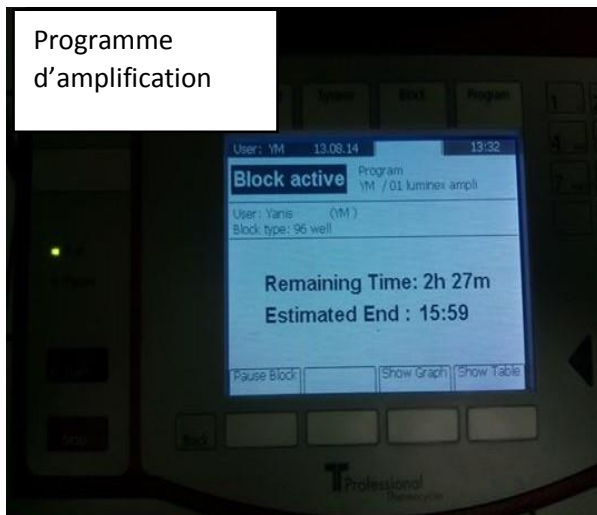 Programme
d'amplification
System Block Program
User: YM 13.08.14 13:32
Block active
Program
YM / 01 luminex ampli
User: Yanis (YM)
Block type: 96 well
Remaining Time: 2h 27m
Estimated End : 15:59
Pause Block Show Graph Show Table
Stop
Back
T Professional
Thermocycler